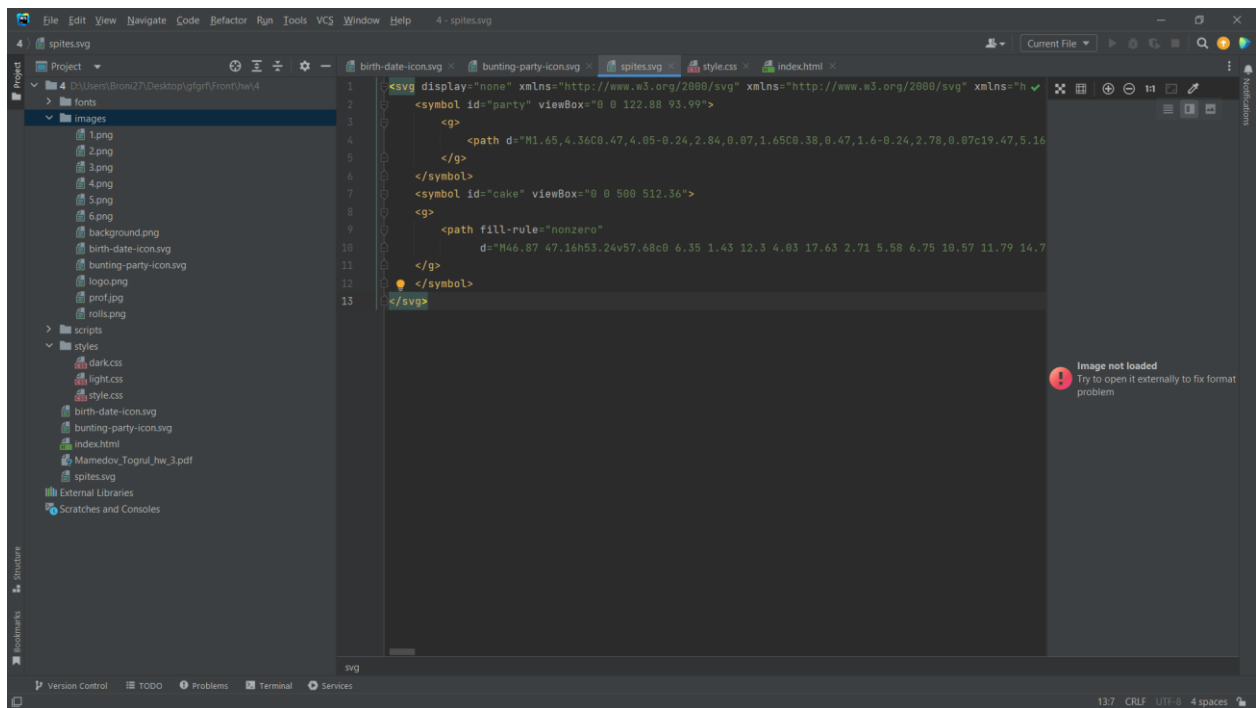 File Edit View Navigate Code Refactor Run Tools VCS Window Help 4 - spites.svg
4 spites.svg Current File
Project birth-date-icon.svg bunting-party-icon.svg spites.svg style.css index.html
4 D:\Users\Broni27\Desktop\gfgrf\Front\hw\4
fonts
images
1.png
2.png
3.png
4.png
5.png
6.png
background.png
birth-date-icon.svg
bunting-party-icon.svg
logo.png
prof.jpg
rolls.png
scripts
styles
dark.css
light.css
style.css
birth-date-icon.svg
bunting-party-icon.svg
index.html
Mamedov_Togrul_hw_3.pdf
spites.svg
External Libraries
Scratches and Consoles
1 <svg display="none" xmlns="http://www.w3.org/2000/svg" xmlns="http://www.w3.org/2000/svg" xmlns="h
2 <symbol id="party" viewBox="0 0 122.88 93.99">
3 <g>
4 <path d="M1.65,4.36C0.47,4.05-0.24,2.84,0.07,1.65C0.38,0.47,1.6-0.24,2.78,0.07c19.47,5.16
5 </g>
6 </symbol>
7 <symbol id="cake" viewBox="0 0 500 512.36">
8 <g>
9 <path fill-rule="nonzero"
10 d="M46.87 47.16h53.24v57.68c0 6.35 1.43 12.3 4.03 17.63 2.71 5.58 6.75 10.57 11.79 14.7
11 </g>
12 </symbol>
13 </svg>
1:1
Image not loaded
Try to open it externally to fix format
problem
Project
Structure
Bookmarks
Notifications
svg
Version Control TODO Problems Terminal Services
13:7 CRLF UTF-8 4 spaces